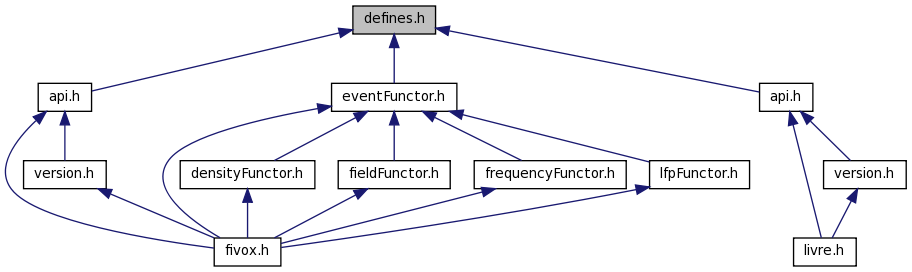 defines.h
api.h
eventFunctor.h
api.h
version.h
densityFunctor.h
fieldFunctor.h
frequencyFunctor.h
lfpFunctor.h
version.h
fivox.h
livre.h